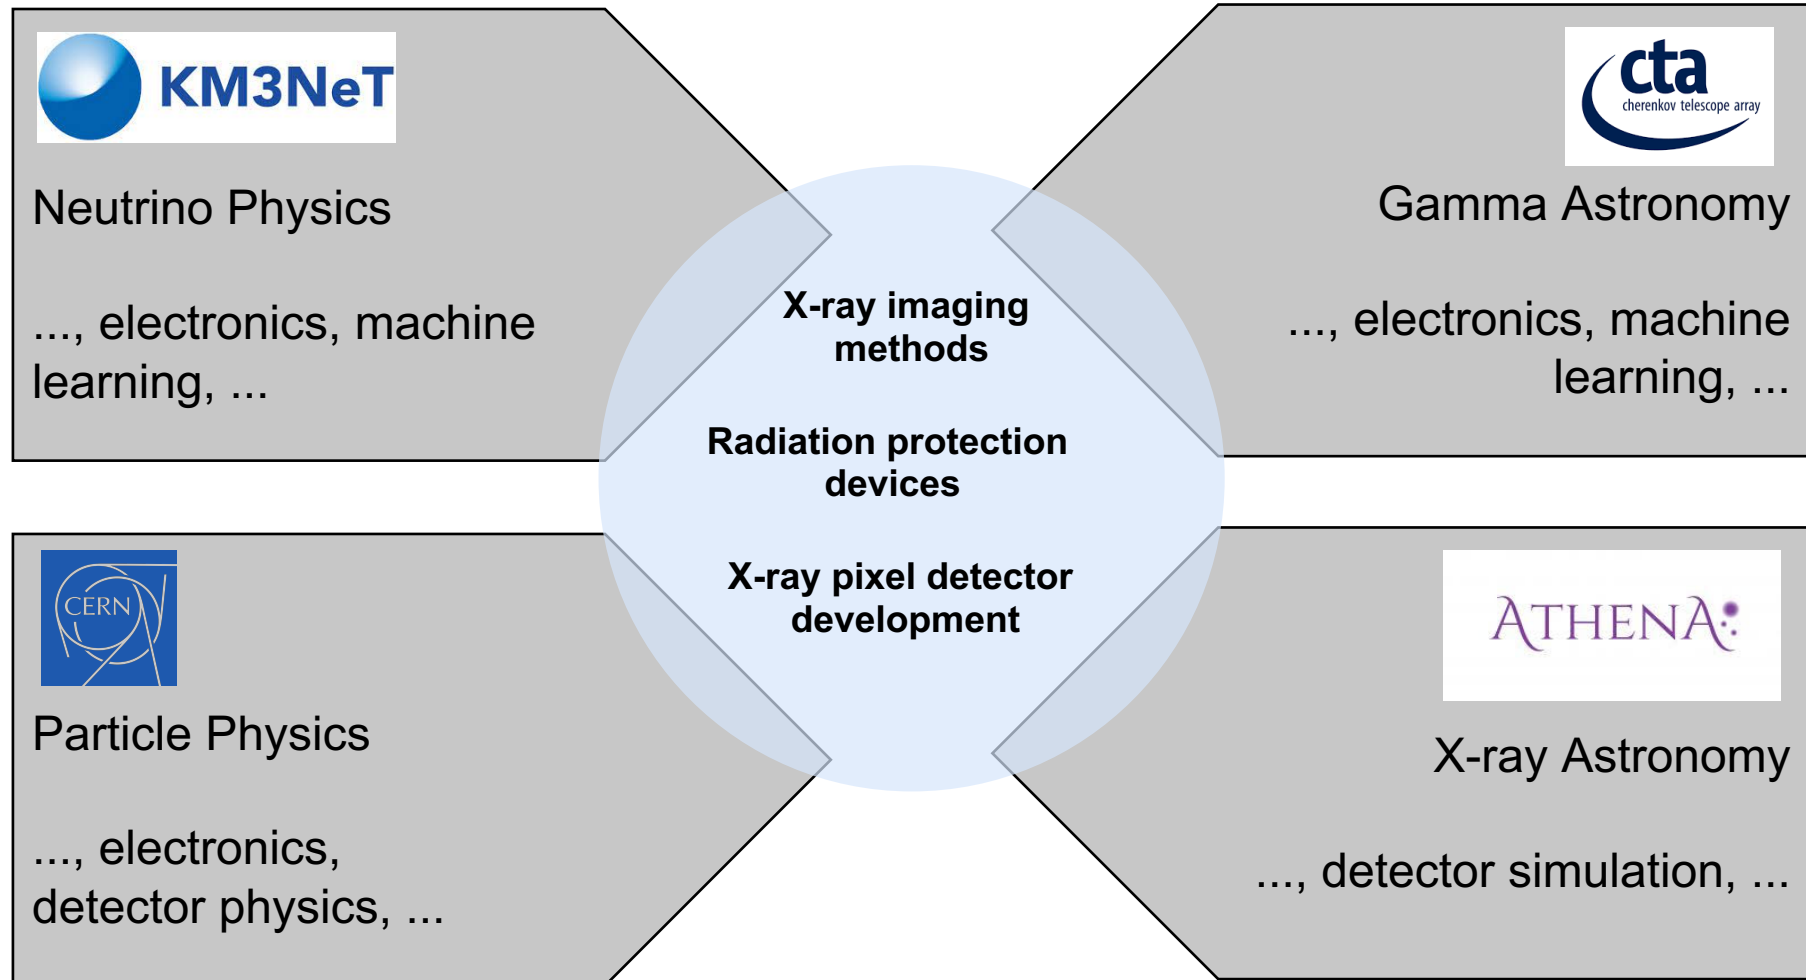 KM3NeT
Neutrino Physics
..., electronics, machine
learning, ...
cta
cherenkov telescope array
Gamma Astronomy
..., electronics, machine
learning, ...
X-ray imaging
methods
Radiation protection
devices
X-ray pixel detector
development
CERN
Particle Physics
..., electronics,
detector physics, ...
ATHENA
X-ray Astronomy
..., detector simulation, ...